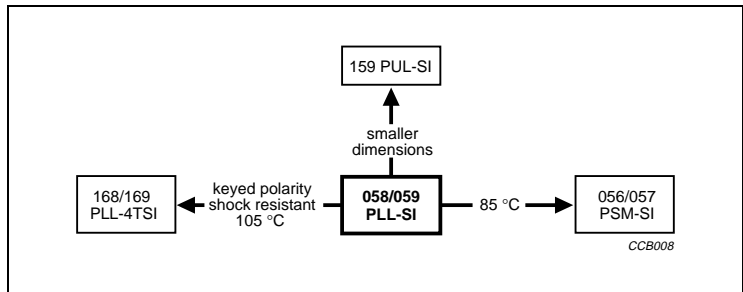 159 PUL-SI
smaller
dimensions
168/169
PLL-4TSI
keyed polarity
shock resistant
105 °C
058/059
PLL-SI
85 °C
056/057
PSM-SI
CCB008